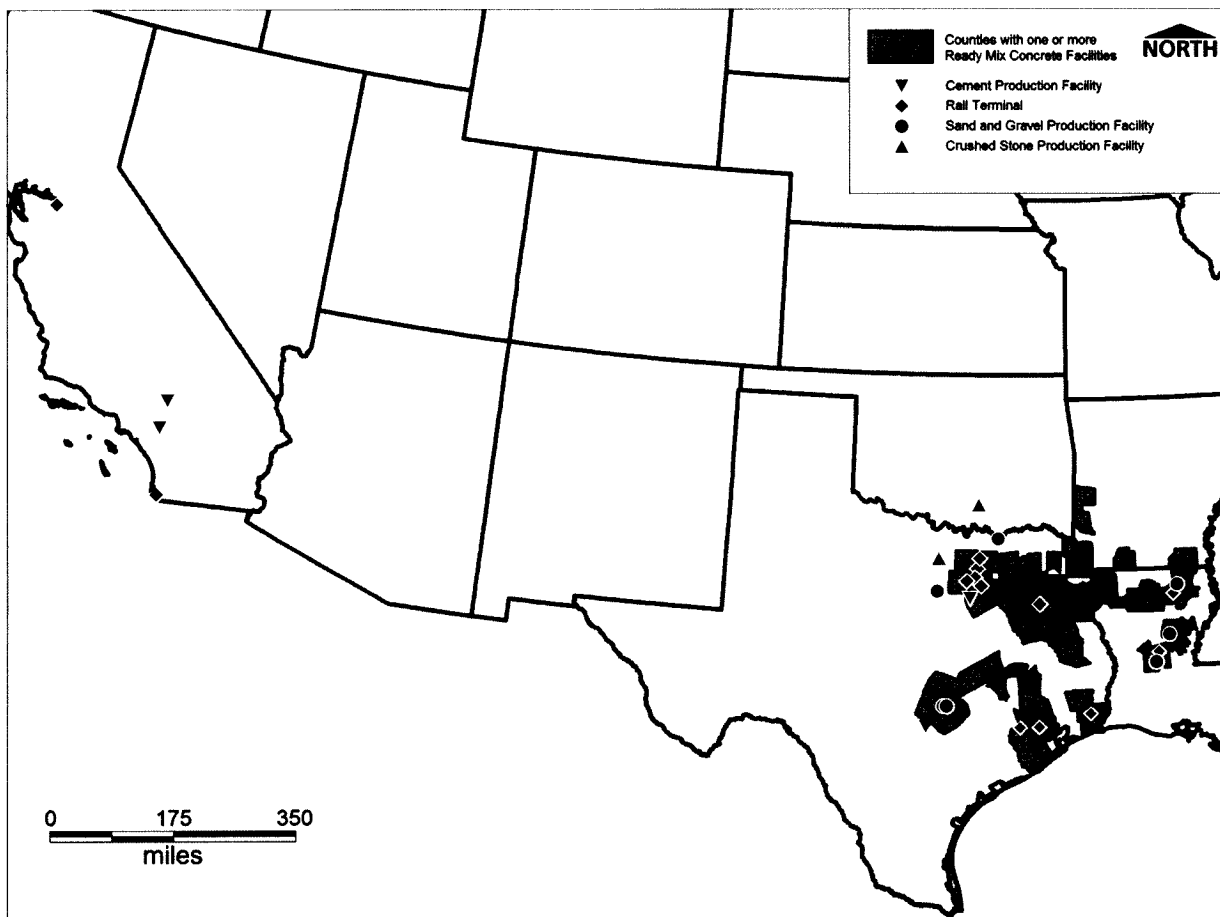 Counties with one or more
Ready Mix Concrete Facilities
NORTH
Cement Production Facility
Rail Terminal
Sand and Gravel Production Facility
Crushed Stone Production Facility
0 175 350
miles